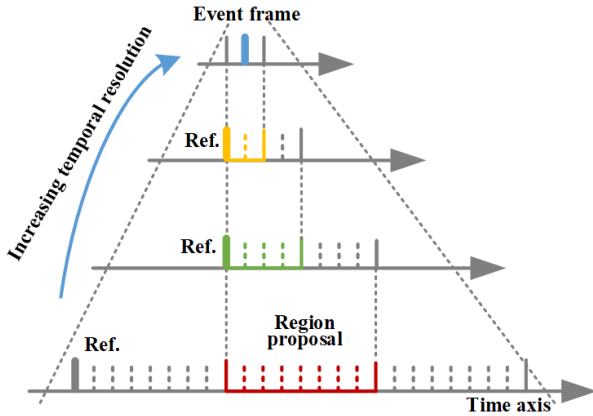 Event frame
Increasing temporal resolution
Ref.
Ref.
Ref.
Region
proposal
Time axis